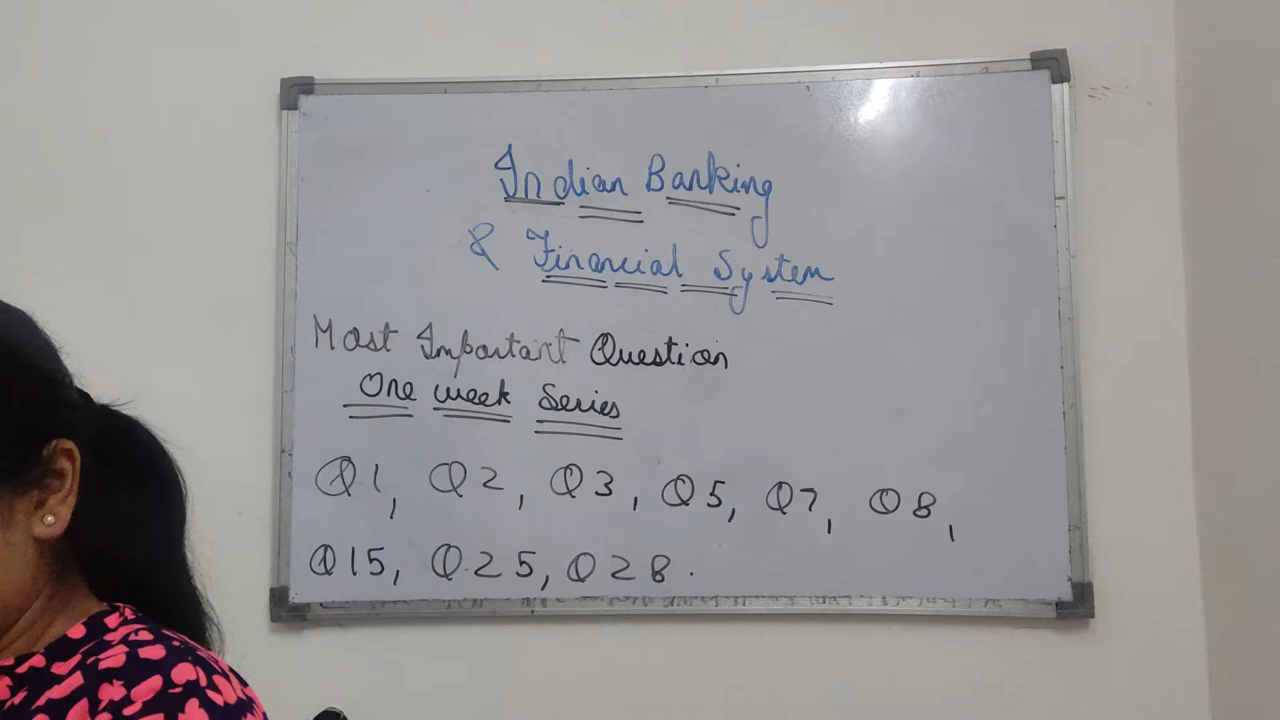 Indian Banking
& Financial System
Most Important Question
One week Series
Q1, Q2, Q3, Q5, Q7, Q8,
Q15, Q25, Q28.